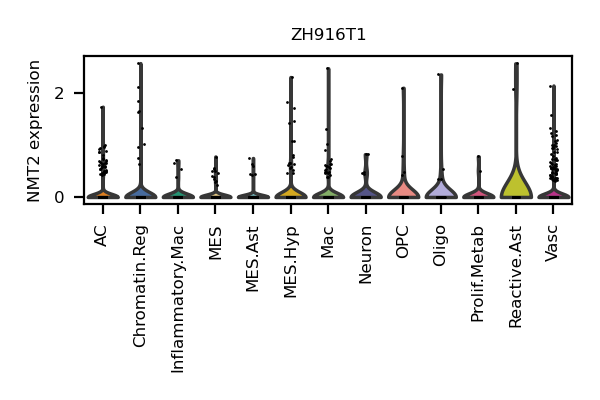 ZH916T1
NMT2 expression
2
0
AC
Chromatin.Reg
Inflammatory.Mac
MES
MES.Ast
MES.Hyp
Mac
Neuron
OPC
Oligo
Prolif.Metab
Reactive.Ast
Vasc